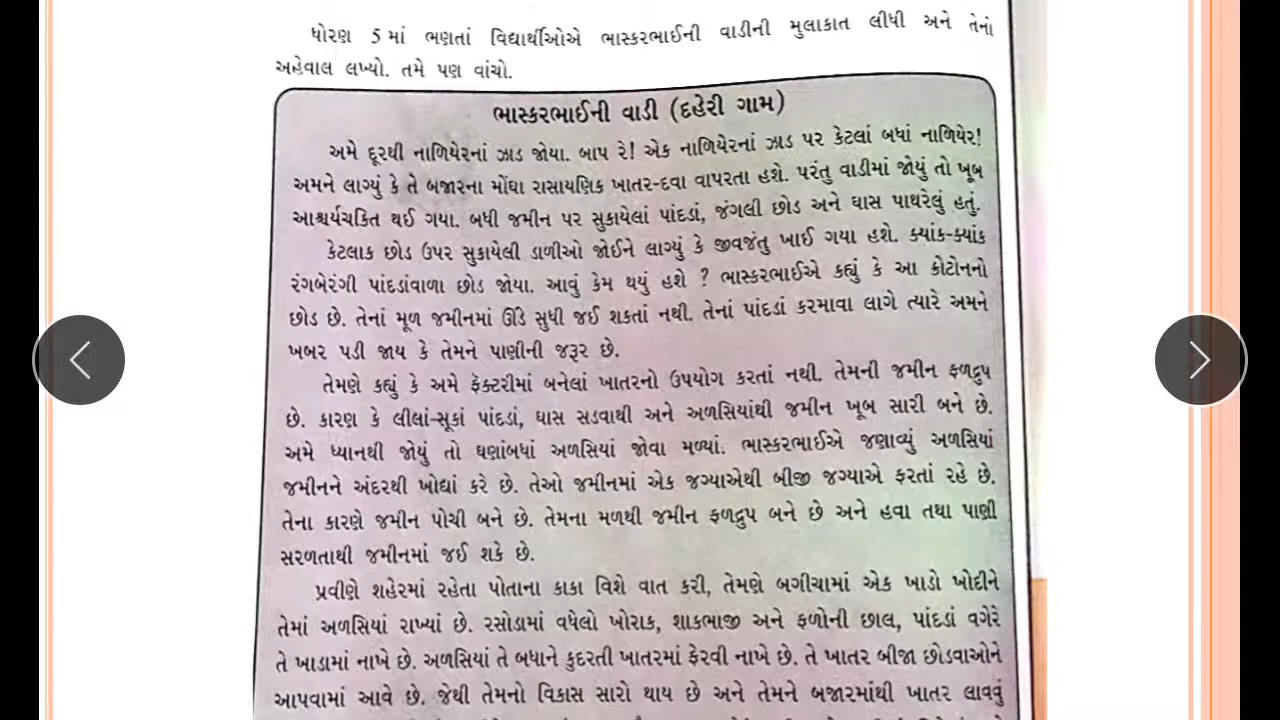 ધોરણ 5માં ભણતાં વિદ્યાર્થીઓએ ભાસ્કરભાઈની વાડીની મુલાકાત લીધી અને તેનો
અહેવાલ લખ્યો. તમે પણ વાંચો.
ભાસ્કરભાઈની વાડી (દહેરી ગામ)
અમે દૂરથી નાળિયેરનાં ઝાડ જોયા. બાપ રે! એક નાળિયેરનાં ઝાડ પર કેટલાં બધાં નાળિયેર!
અમને લાગ્યું કે તે બજારના મોંઘા રાસાયણિક ખાતર-દવા વાપરતા હશે. પરંતુ વાડીમાં જોયું તો ખૂબ
આશ્ચર્યચકિત થઈ ગયા. બધી જમીન પર સુકાયેલાં પાંદડાં, જંગલી છોડ અને ઘાસ પાથરેલું હતું.
કેટલાક છોડ ઉપર સુકાયેલી ડાળીઓ જોઈને લાગ્યું કે જીવજંતુ ખાઈ ગયા હશે. ક્યાંક-ક્યાંક
રંગબેરંગી પાંદડાંવાળા છોડ જોયા. આવું કેમ થયું હશે ? ભાસ્કરભાઈએ કહ્યું કે આ ક્રોટોનનો
છોડ છે. તેનાં મૂળ જમીનમાં ઊંડે સુધી જઈ શકતાં નથી. તેનાં પાંદડાં કરમાવા લાગે ત્યારે અમને
ખબર પડી જાય કે તેમને પાણીની જરૂર છે.
તેમણે કહ્યું કે અમે ફૅક્ટરીમાં બનેલાં ખાતરનો ઉપયોગ કરતાં નથી. તેમની જમીન ફળદ્રુપ
છે. કારણ કે લીલાં-સૂકાં પાંદડાં, ઘાસ સડવાથી અને અળસિયાંથી જમીન ખૂબ સારી બને છે.
અમે ધ્યાનથી જોયું તો ઘણાંબધાં અળસિયાં જોવા મળ્યાં. ભાસ્કરભાઈએ જણાવ્યું અળસિયાં
જમીનને અંદરથી ખોદ્યાં કરે છે. તેઓ જમીનમાં એક જગ્યાએથી બીજી જગ્યાએ ફરતાં રહે છે.
તેના કારણે જમીન પોચી બને છે. તેમના મળથી જમીન ફળદ્રુપ બને છે અને હવા તથા પાણી
સરળતાથી જમીનમાં જઈ શકે છે.
પ્રવીણે શહેરમાં રહેતા પોતાના કાકા વિશે વાત કરી, તેમણે બગીચામાં એક ખાડો ખોદીને
તેમાં અળસિયાં રાખ્યાં છે. રસોડામાં વધેલો ખોરાક, શાકભાજી અને ફળોની છાલ, પાંદડાં વગેરે
તે ખાડામાં નાખે છે. અળસિયાં તે બધાને કુદરતી ખાતરમાં ફેરવી નાખે છે. તે ખાતર બીજા છોડવાઓને
આપવામાં આવે છે. જેથી તેમનો વિકાસ સારો થાય છે અને તેમને બજારમાંથી ખાતર લાવવું